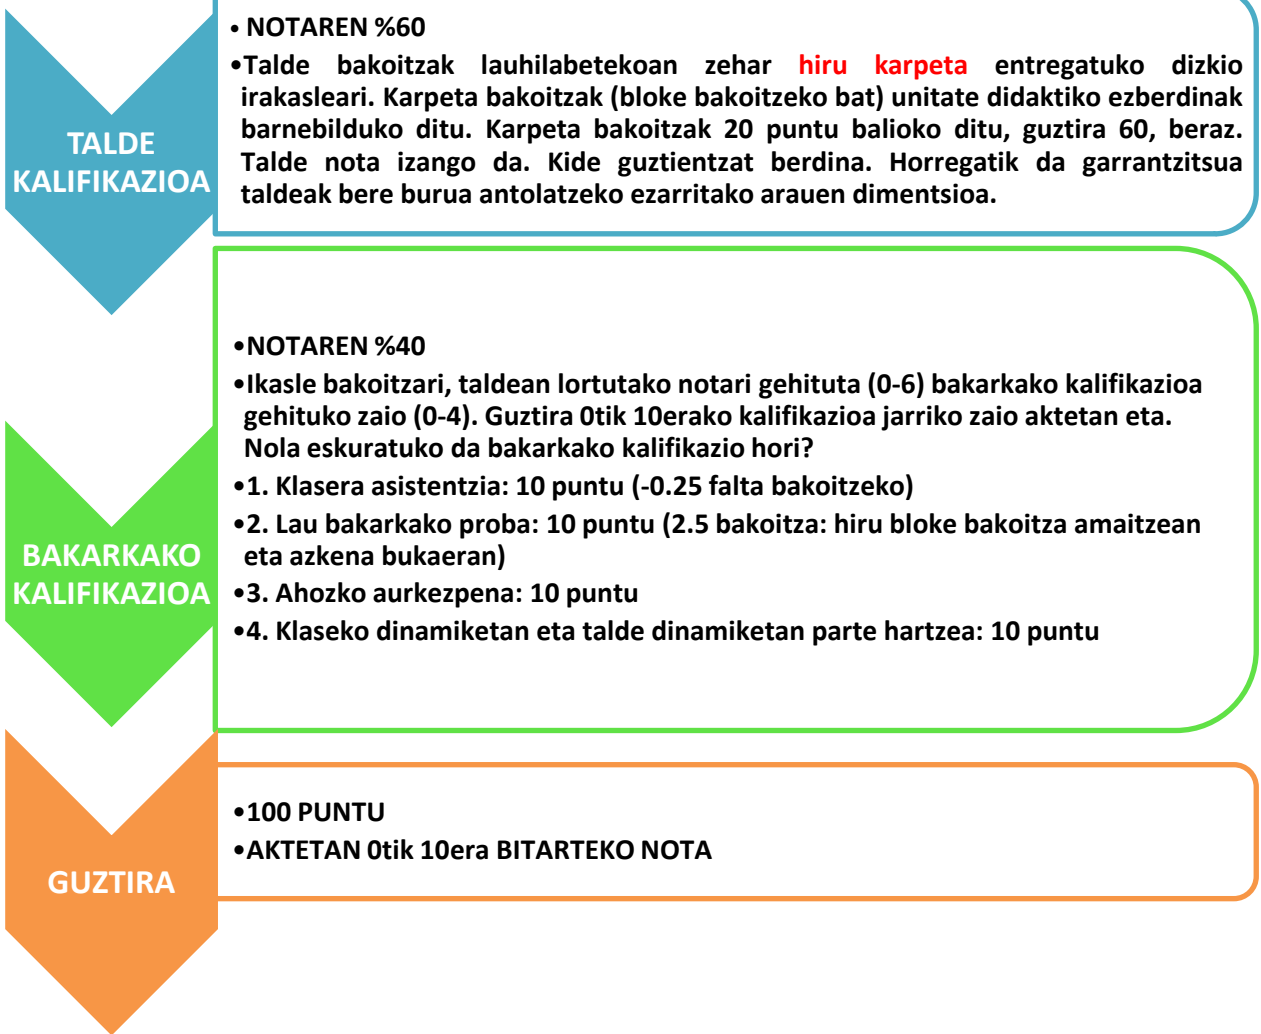 • NOTAREN %60
•Talde bakoitzak lauhilabetekoan zehar hiru karpeta entregatuko dizkio
irakasleari. Karpeta bakoitzak (bloke bakoitzeko bat) unitate didaktiko ezberdinak
barnebilduko ditu. Karpeta bakoitzak 20 puntu balioko ditu, guztira 60, beraz.
Talde nota izango da. Kide guztientzat berdina. Horregatik da garrantzitsua
taldeak bere burua antolatzeko ezarritako arauen dimentsioa.
TALDE
KALIFIKAZIOA
•NOTAREN %40
•Ikasle bakoitzari, taldean lortutako notari gehituta (0-6) bakarkako kalifikazioa
gehituko zaio (0-4). Guztira 0tik 10erako kalifikazioa jarriko zaio aktetan eta.
Nola eskuratuko da bakarkako kalifikazio hori?
•1. Klasera asistentzia: 10 puntu (-0.25 falta bakoitzeko)
•2. Lau bakarkako proba: 10 puntu (2.5 bakoitza: hiru bloke bakoitza amaitzean
eta azkena bukaeran)
•3. Ahozko aurkezpena: 10 puntu
•4. Klaseko dinamiketan eta talde dinamiketan parte hartzea: 10 puntu
BAKARKAKO
KALIFIKAZIOA
•100 PUNTU
•AKTETAN 0tik 10era BITARTEKO NOTA
GUZTIRA